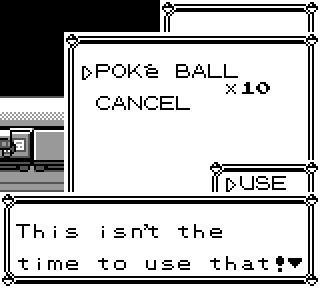 ▷POKé BALL
×10
CANCEL
▷USE
This isn't the
time to use that!▼